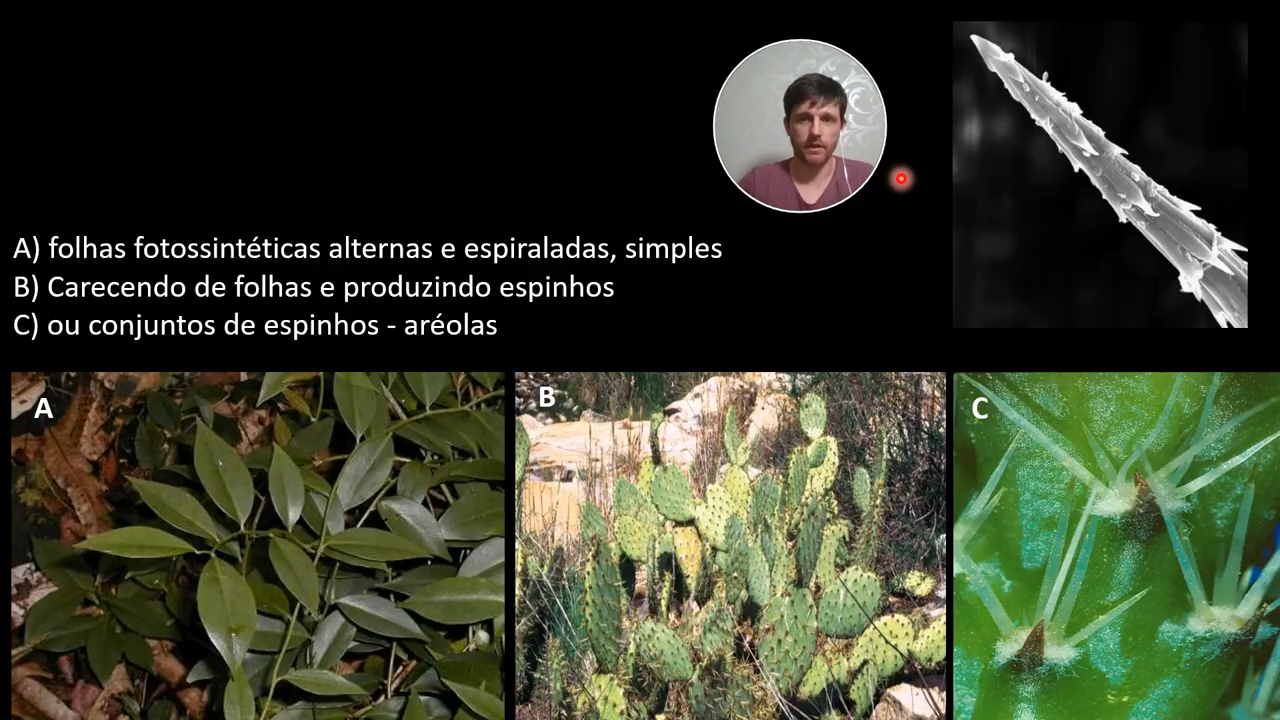 A) folhas fotossintéticas alternas e espiraladas, simples
B) Carecendo de folhas e produzindo espinhos
C) ou conjuntos de espinhos - aréolas
A
B
C